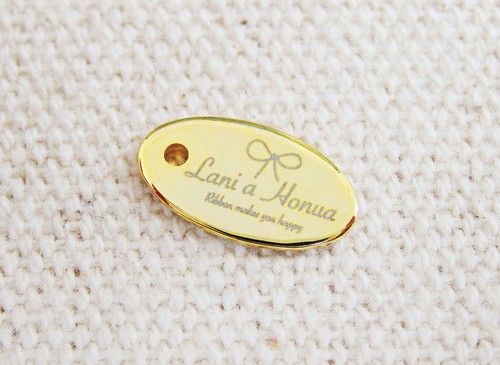 Lani a Honua
Ribbon makes you happy